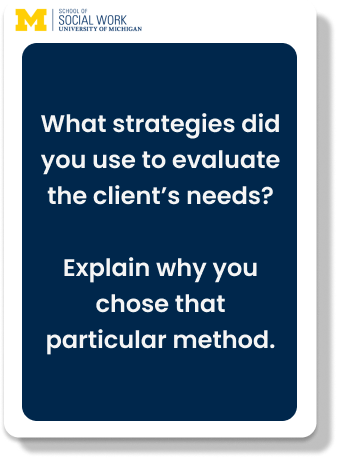 SCHOOL OF
SOCIAL WORK
UNIVERSITY OF MICHIGAN
What strategies did
you use to evaluate
the client’s needs?
Explain why you
chose that
particular method.